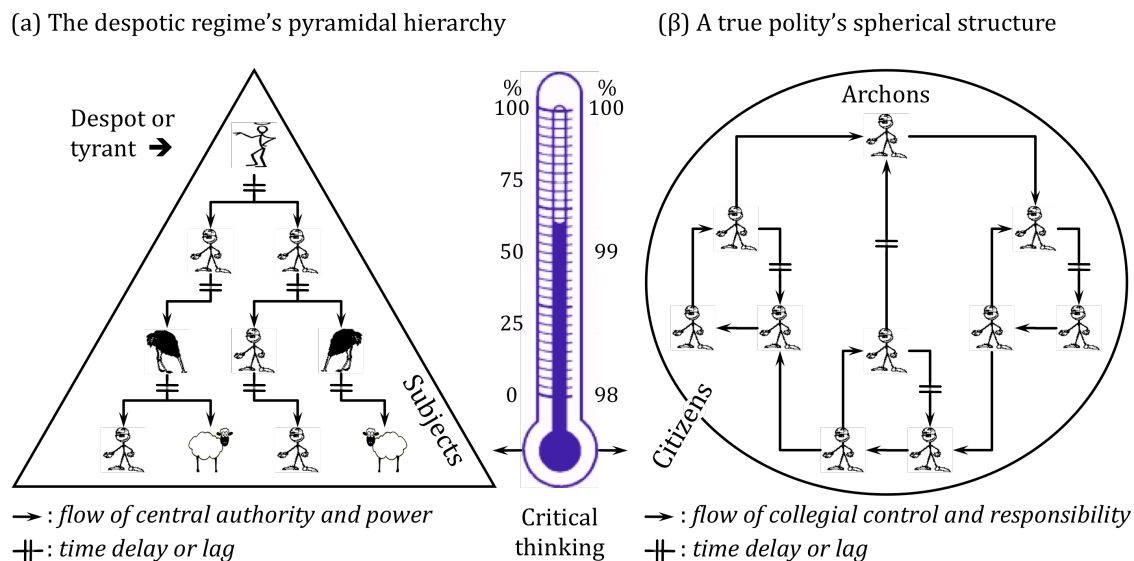 (a) The despotic regime’s pyramidal hierarchy
(β) A true polity’s spherical structure
Despot or
tyrant ➔
Subjects
% %
100 100
75
50 99
25
0 98
Critical
thinking
Archons
Citizens
→ : flow of central authority and power
: time delay or lag
→ : flow of collegial control and responsibility
: time delay or lag